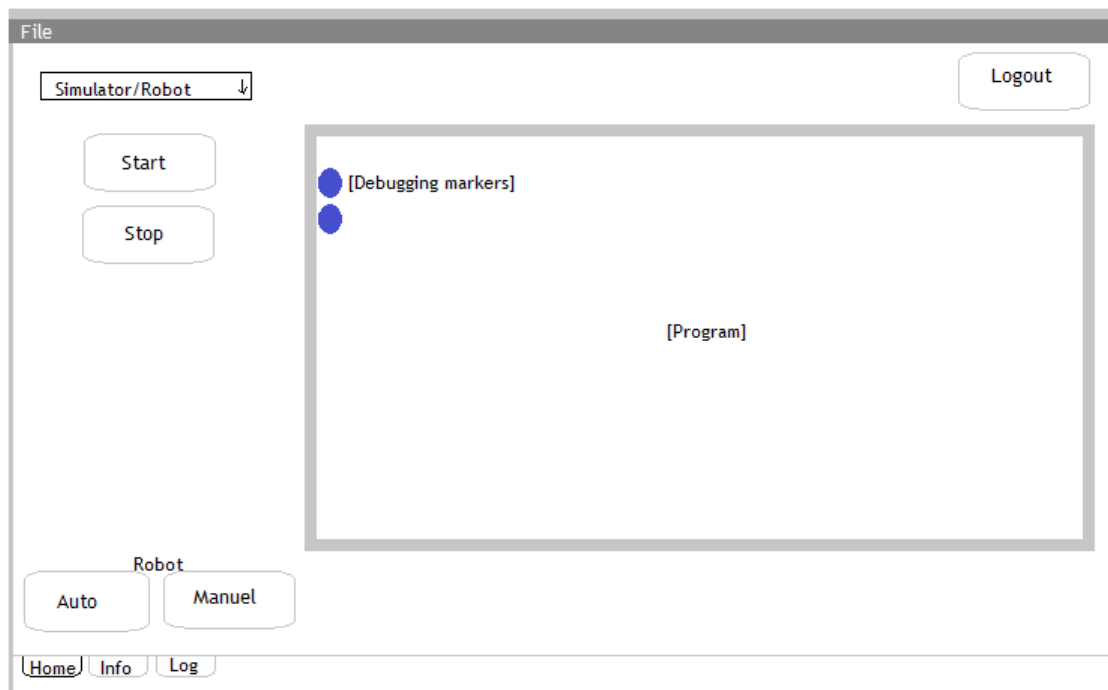 File
Simulator/Robot
Logout
Start
Stop
[Debugging markers]
[Program]
Robot
Auto
Manuel
Home
Info
Log